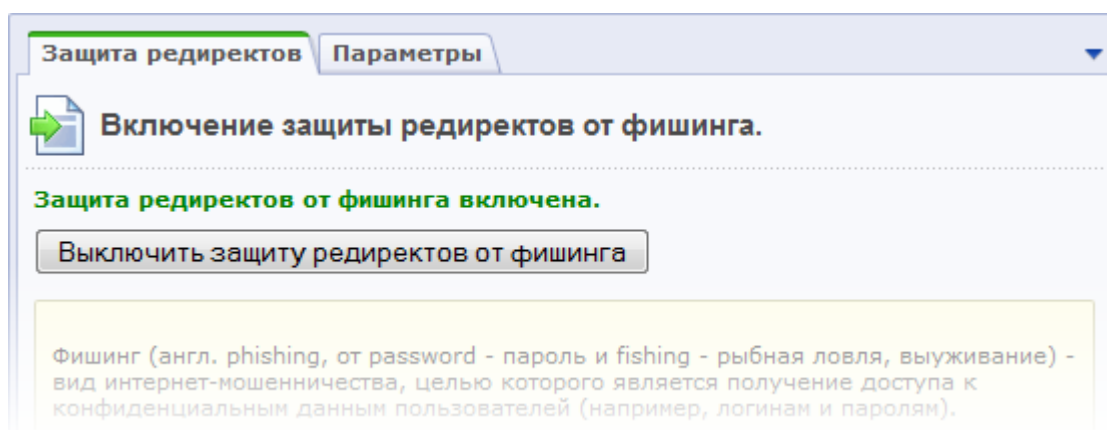 Защита редиректов Параметры
Включение защиты редиректов от фишинга.
Защита редиректов от фишинга включена.
Выключить защиту редиректов от фишинга
Фишинг (англ. phishing, от password - пароль и fishing - рыбная ловля, выуживание) -
вид интернет-мошенничества, целью которого является получение доступа к
конфиденциальным данным пользователей (например, логинам и паролям).